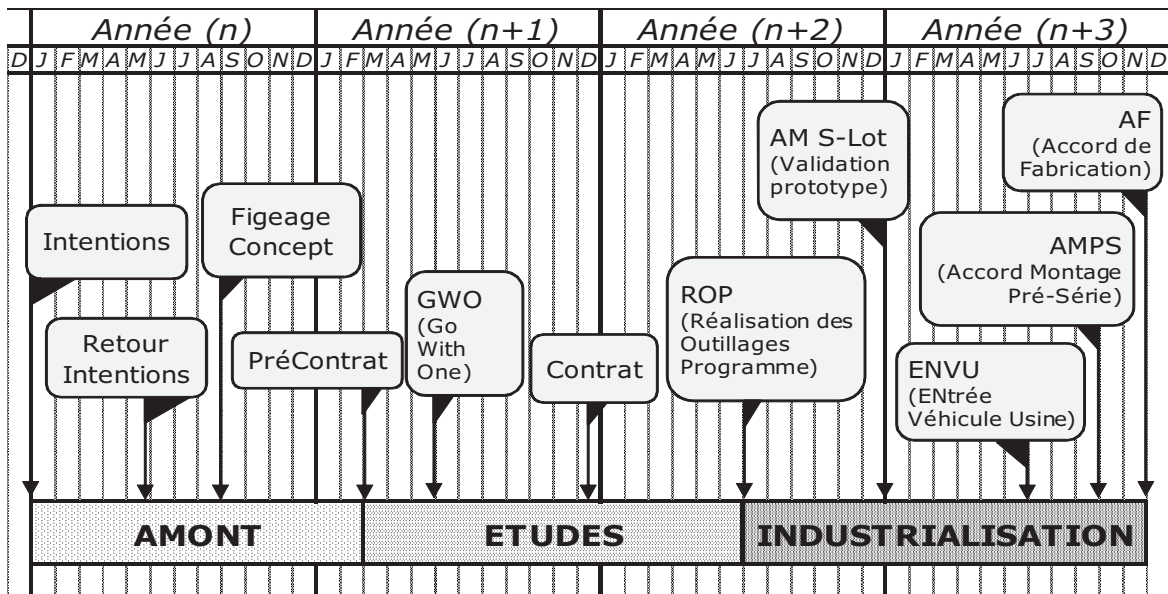 Année (n) Année (n+1) Année (n+2) Année (n+3)
D J F M A M J J A S O N D J F M A M J J A S O N D J F M A M J J A S O N D J F M A M J J A S O N D
AM S-Lot
(Validation
prototype)
AF
(Accord de
Fabrication)
Intentions
Figeage
Concept
AMPS
(Accord Montage
Pré-Série)
Retour
Intentions
PréContrat
GWO
(Go
With
One)
Contrat
ROP
(Réalisation des
Outillages
Programme)
ENVU
(ENtrée
Véhicule Usine)
AMONT ETUDES INDUSTRIALISATION